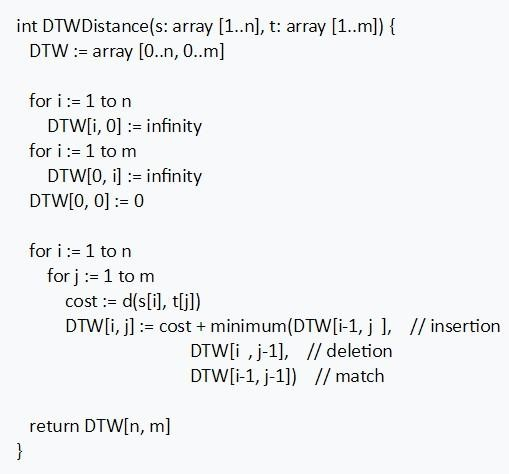 int DTWDistance(s: array [1..n], t: array [1..m]) {
DTW := array [0..n, 0..m]
for i := 1 to n
DTW[i, 0] := infinity
for i := 1 to m
DTW[0, i] := infinity
DTW[0, 0] := 0
for i := 1 to n
for j := 1 to m
cost := d(s[i], t[j])
DTW[i, j] := cost + minimum(DTW[i-1, j ], // insertion
DTW[i , j-1], // deletion
DTW[i-1, j-1]) // match
return DTW[n, m]
}